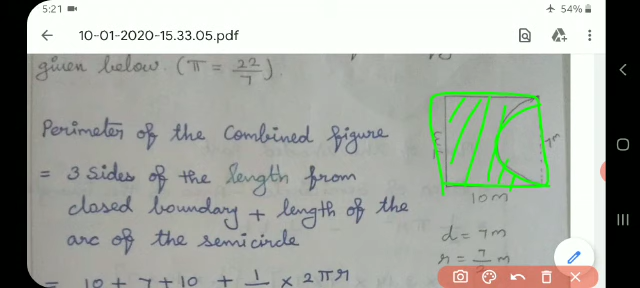 5:21
54%
10-01-2020-15.33.05.pdf
given below. (π = 22/7).
Perimeter of the Combined figure
= 3 sides of the length from
closed boundary + length of the
arc of the semicircle
= 10 + 7 + 10 + 1/ × 2πr
7m
10m
d = 7m
r = 7/ m